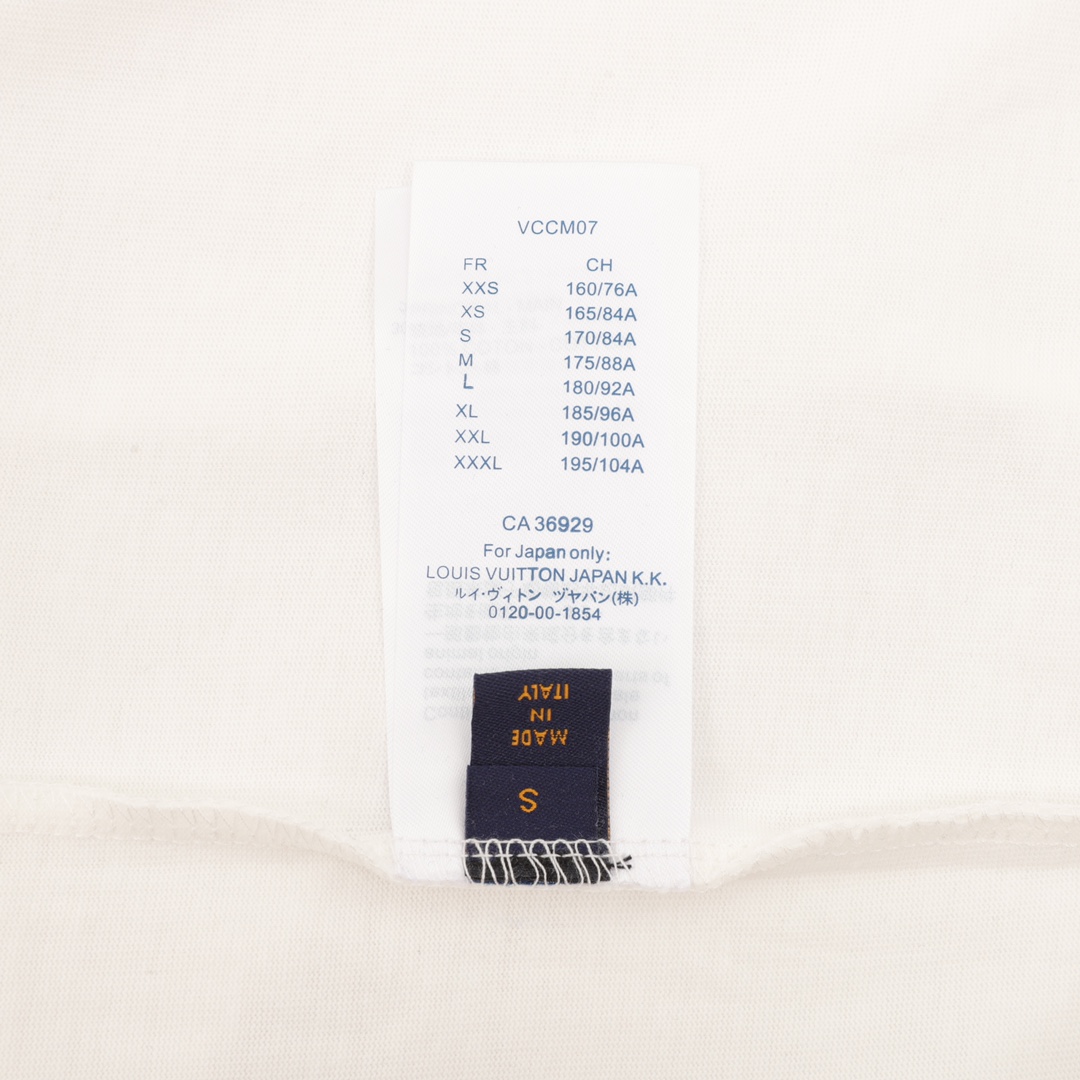 VCCM07
FR CH
XXS 160/76A
XS 165/84A
S 170/84A
M 175/88A
L 180/92A
XL 185/96A
XXL 190/100A
XXXL 195/104A
CA 36929
For Japan only:
LOUIS VUITTON JAPAN K.K.
ルイ・ヴィトン ヅヤパン(株)
0120-00-1854
MADE
IN
ITALY
S